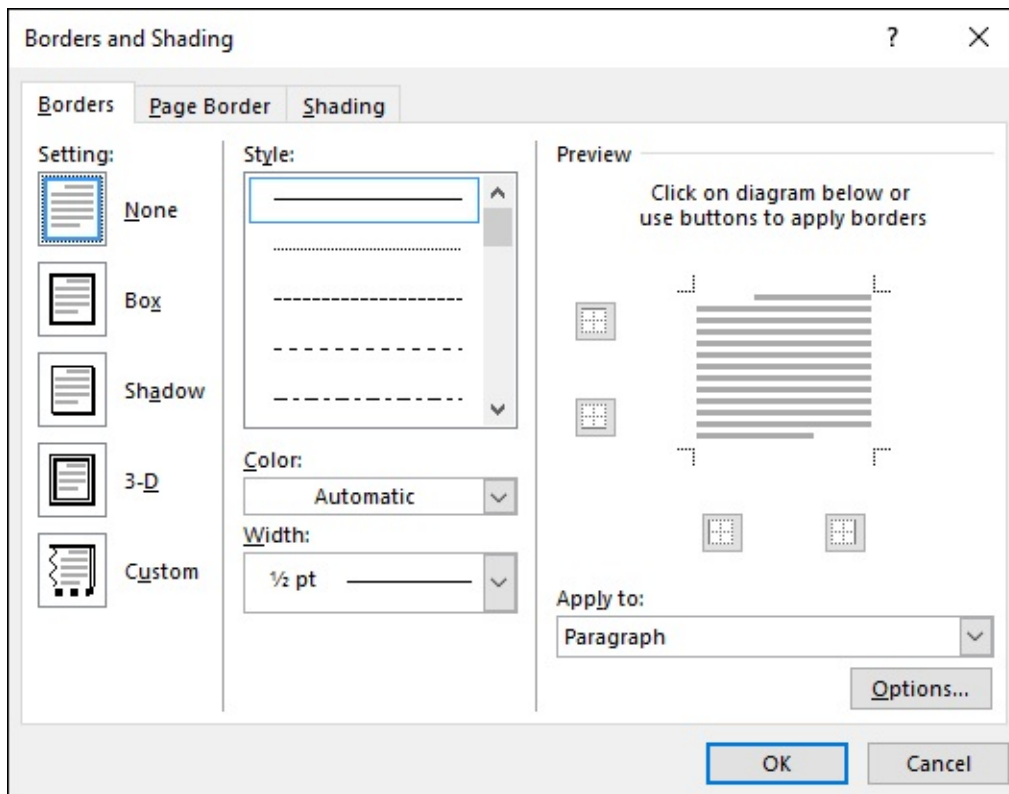 Borders and Shading
?
Borders
Page Border
Shading
Setting:
None
Box
Shadow
3-D
Custom
Style:
Color:
Automatic
Width:
½ pt
Preview
Click on diagram below or
use buttons to apply borders
Apply to:
Paragraph
Options...
OK
Cancel